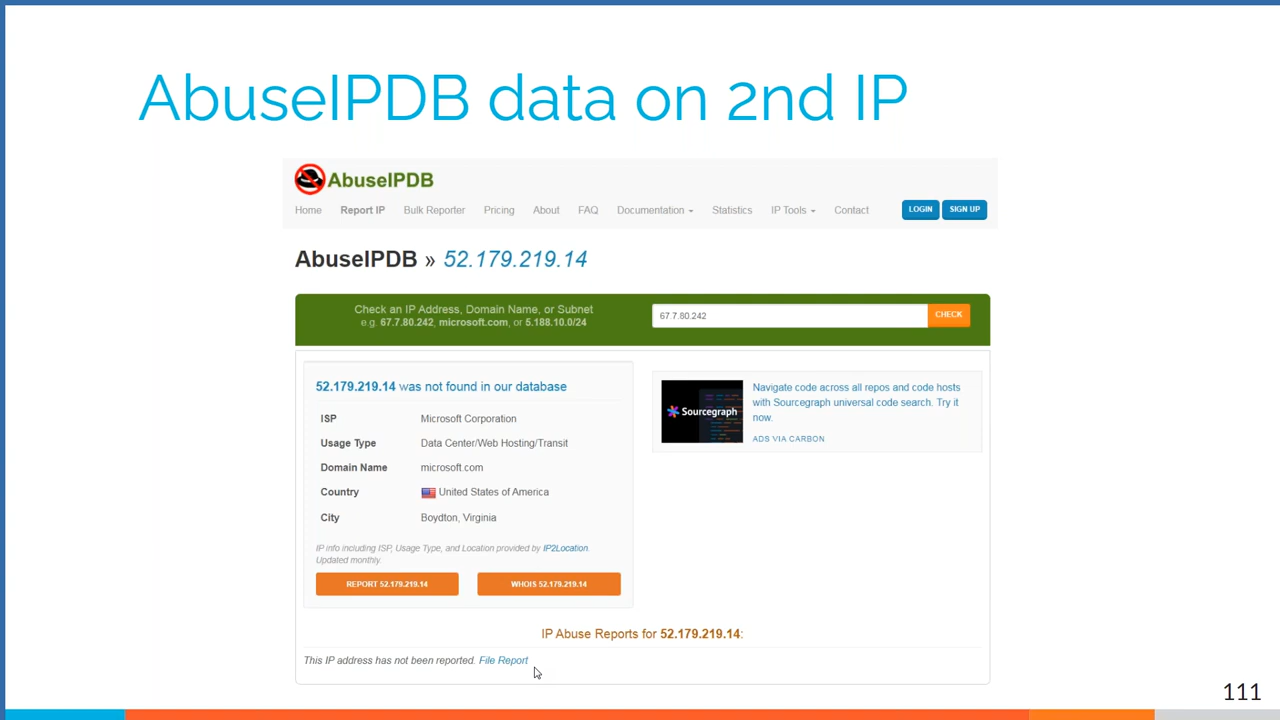 AbuseIPDB data on 2nd IP
AbuseIPDB
Home Report IP Bulk Reporter Pricing About FAQ Documentation Statistics IP Tools Contact LOGIN SIGN UP
AbuseIPDB » 52.179.219.14
Check an IP Address, Domain Name, or Subnet
e.g. 67.7.80.242, microsoft.com, or 5.188.10.0/24
67.7.80.242 CHECK
52.179.219.14 was not found in our database
ISP Microsoft Corporation
Usage Type Data Center/Web Hosting/Transit
Domain Name microsoft.com
Country United States of America
City Boydton, Virginia
IP info including ISP, Usage Type, and Location provided by IP2Location.
Updated monthly.
REPORT 52.179.219.14 WHOIS 52.179.219.14
Sourcegraph
Navigate code across all repos and code hosts
with Sourcegraph universal code search. Try it
now.
ADS VIA CARBON
IP Abuse Reports for 52.179.219.14:
This IP address has not been reported. File Report
111